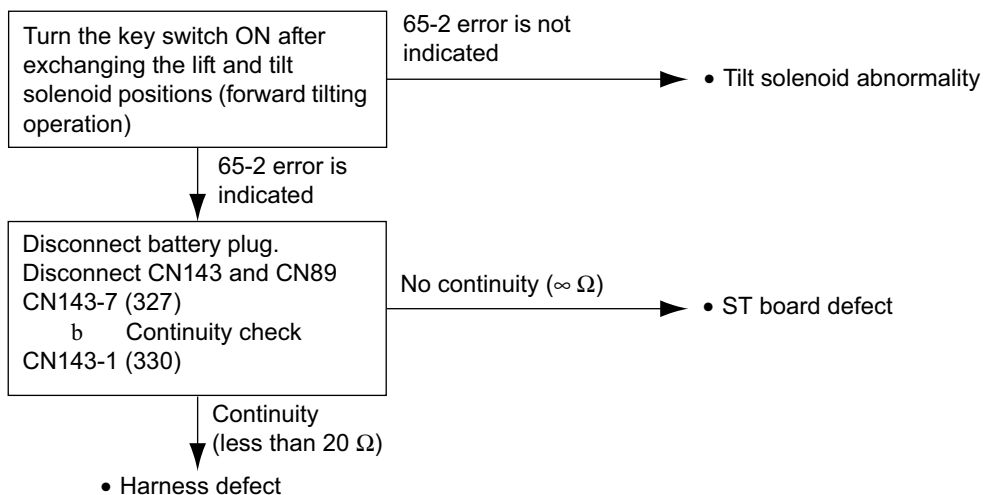 Turn the key switch ON after
exchanging the lift and tilt
solenoid positions (forward tilting
operation)
65-2 error is not
indicated
• Tilt solenoid abnormality
65-2 error is
indicated
Disconnect battery plug.
Disconnect CN143 and CN89
CN143-7 (327)
b Continuity check
CN143-1 (330)
No continuity (∞ Ω)
• ST board defect
Continuity
(less than 20 Ω)
• Harness defect